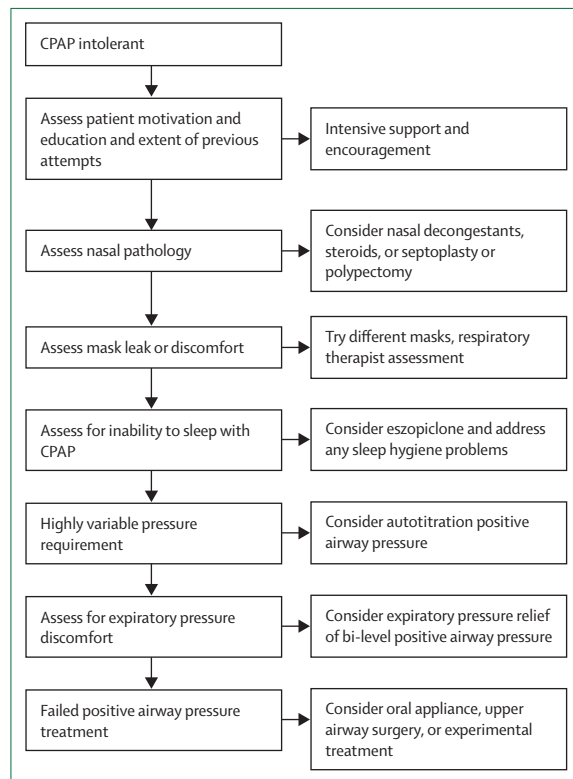 CPAP intolerant
Assess patient motivation and
education and extent of previous
attempts
Intensive support and
encouragement
Assess nasal pathology
Consider nasal decongestants,
steroids, or septoplasty or
polypectomy
Assess mask leak or discomfort
Try different masks, respiratory
therapist assessment
Assess for inability to sleep with
CPAP
Consider eszopiclone and address
any sleep hygiene problems
Highly variable pressure
requirement
Consider autotitration positive
airway pressure
Assess for expiratory pressure
discomfort
Consider expiratory pressure relief
of bi-level positive airway pressure
Failed positive airway pressure
treatment
Consider oral appliance, upper
airway surgery, or experimental
treatment